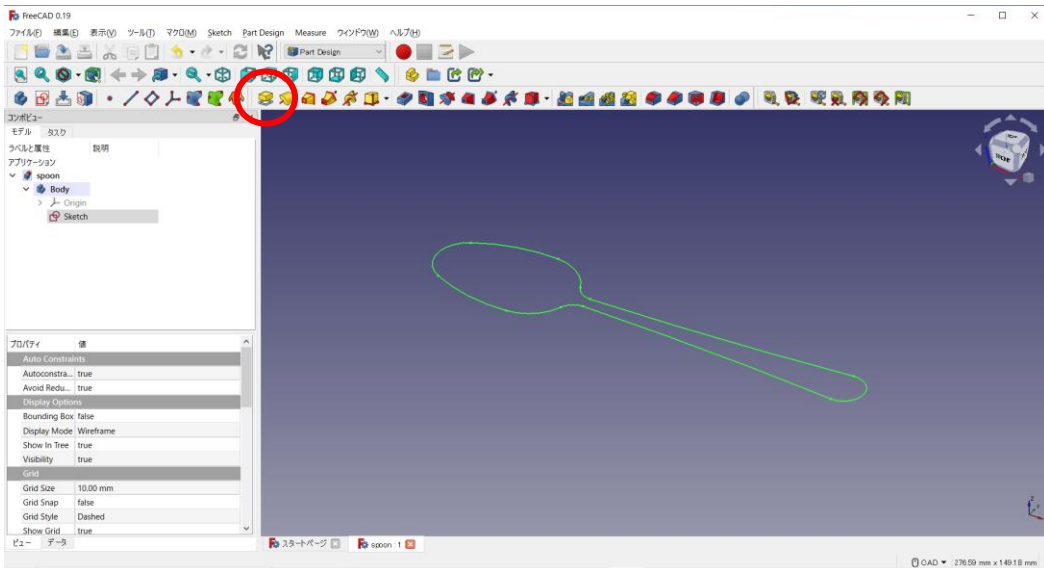 FreeCAD 0.19
ファイル(F) 編集(E) 表示(V) ツール(T) マクロ(M) Sketch Part Design Measure ウィンドウ(W) ヘルプ(H)
Part Design
コンボビュー
モデル タスク
ラベルと属性 説明
アプリケーション
spoon
Body
Origin
Sketch
プロパティ 値
Auto Constraints
Autoconstra... true
Avoid Redu... true
Display Options
Bounding Box false
Display Mode Wireframe
Show In Tree true
Visibility true
Grid
Grid Size 10.00 mm
Grid Snap false
Grid Style Dashed
Show Grid true
ビュー データ
スタートページ spoon : 1
CAD 276.59 mm x 149.18 mm